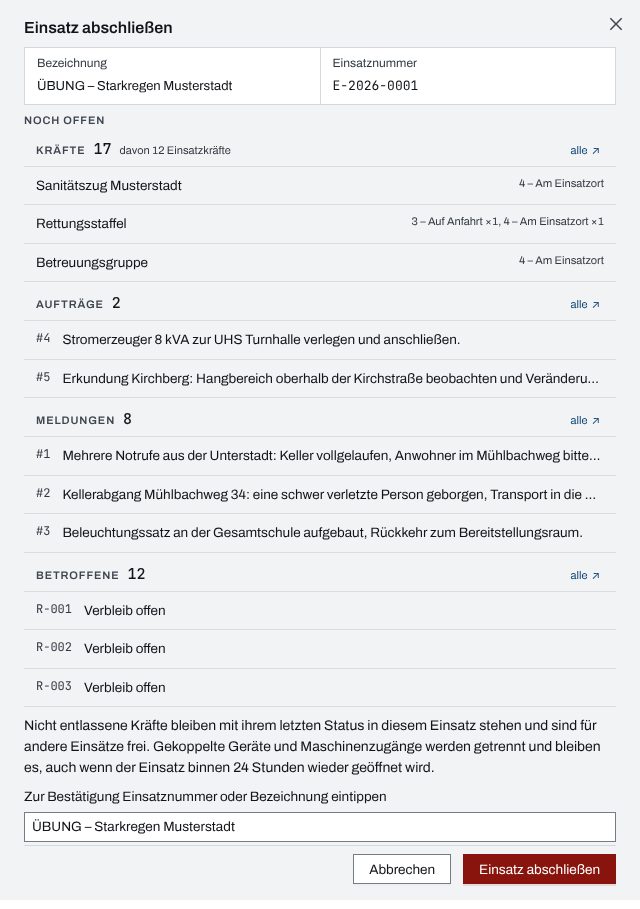 Einsatz abschließen
Bezeichnung
ÜBUNG – Starkregen Musterstadt
Einsatznummer
E-2026-0001
NOCH OFFEN
KRÄFTE 17 davon 12 Einsatzkräfte alle ↗
Sanitätszug Musterstadt 4 – Am Einsatzort
Rettungsstaffel 3 – Auf Anfahrt ×1, 4 – Am Einsatzort ×1
Betreuungsgruppe 4 – Am Einsatzort
AUFTRÄGE 2 alle ↗
#4 Stromerzeuger 8 kVA zur UHS Turnhalle verlegen und anschließen.
#5 Erkundung Kirchberg: Hangbereich oberhalb der Kirchstraße beobachten und Veränderu…
MELDUNGEN 8 alle ↗
#1 Mehrere Notrufe aus der Unterstadt: Keller vollgelaufen, Anwohner im Mühlbachweg bitte…
#2 Kellerabgang Mühlbachweg 34: eine schwer verletzte Person geborgen, Transport in die …
#3 Beleuchtungssatz an der Gesamtschule aufgebaut, Rückkehr zum Bereitstellungsraum.
BETROFFENE 12 alle ↗
R-001 Verbleib offen
R-002 Verbleib offen
R-003 Verbleib offen
Nicht entlassene Kräfte bleiben mit ihrem letzten Status in diesem Einsatz stehen und sind für
andere Einsätze frei. Gekoppelte Geräte und Maschinenzugänge werden getrennt und bleiben
es, auch wenn der Einsatz binnen 24 Stunden wieder geöffnet wird.
Zur Bestätigung Einsatznummer oder Bezeichnung eintippen
ÜBUNG – Starkregen Musterstadt
Abbrechen
Einsatz abschließen